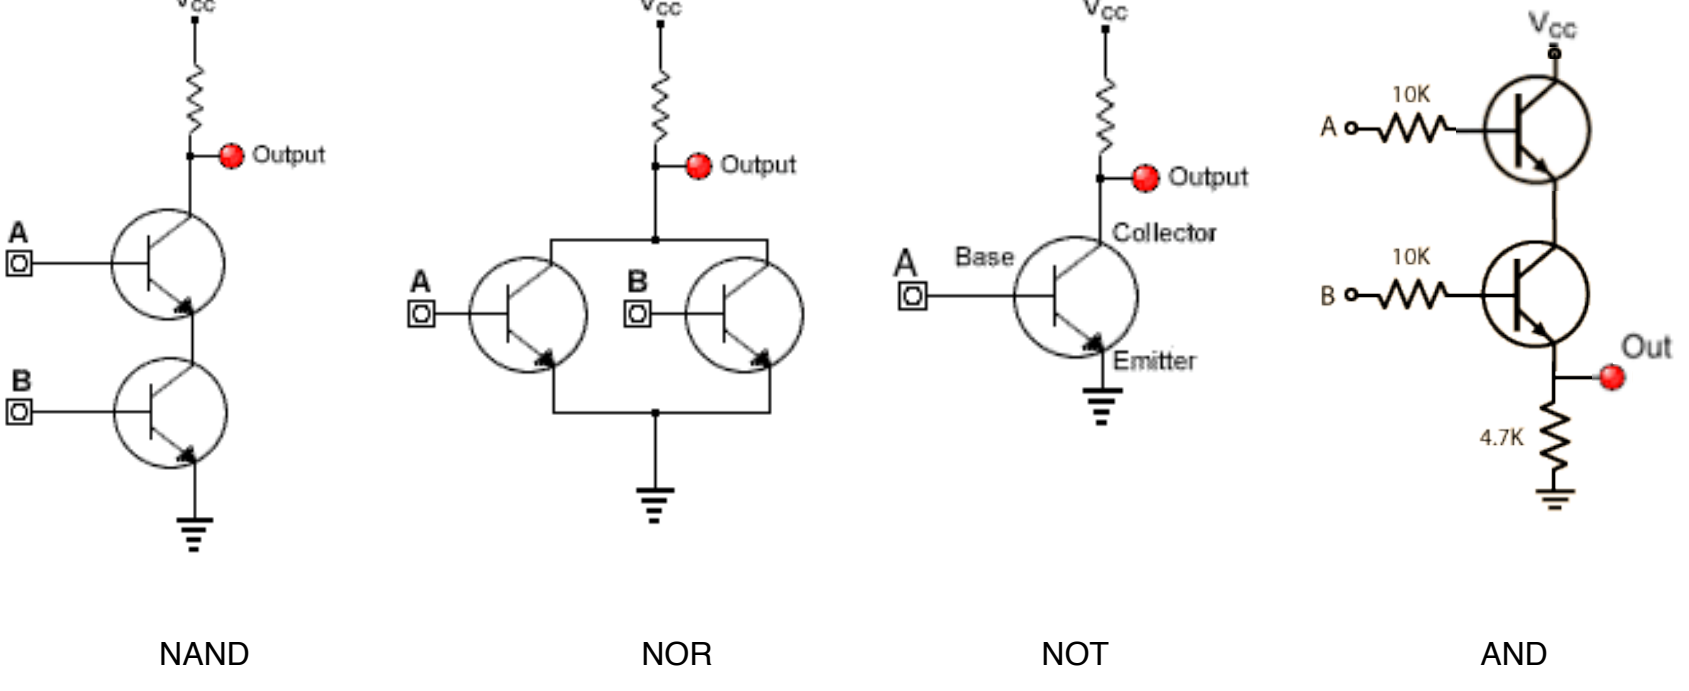 VCC
Output
A
B
NAND
VCC
Output
A
B
NOR
VCC
Output
Collector
Base
A
Emitter
NOT
VCC
10K
A
10K
B
Out
4.7K
AND